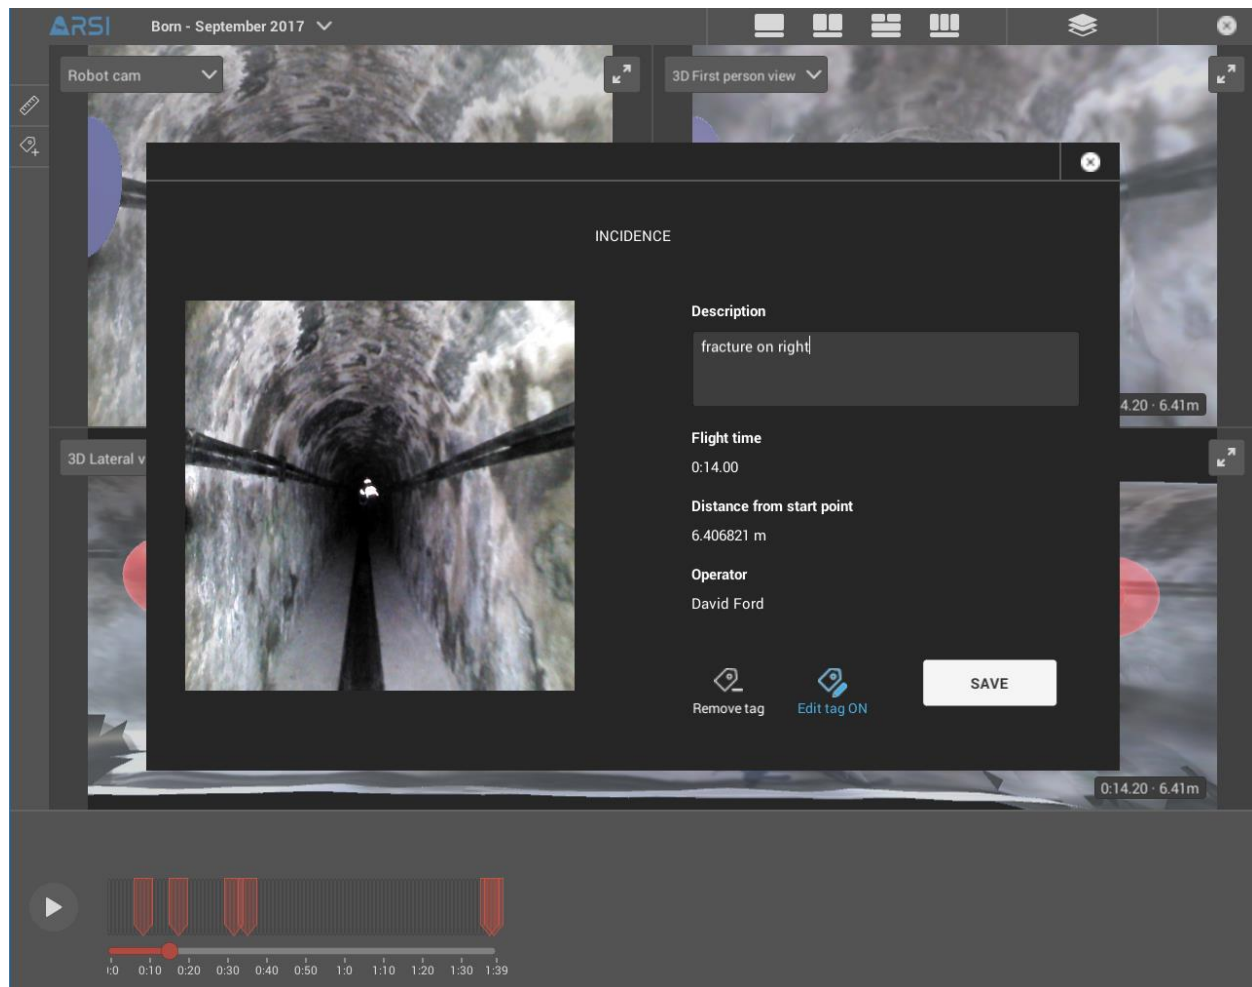 ARSI
Born - September 2017
Robot cam
3D First person view
INCIDENCE
Description
fracture on right
4.20 · 6.41m
Flight time
0:14.00
3D Lateral v
Distance from start point
6.406821 m
Operator
David Ford
Remove tag
Edit tag ON
SAVE
0:14.20 · 6.41m
0:10 0:20 0:30 0:40 0:50 1:0 1:10 1:20 1:30 1:39